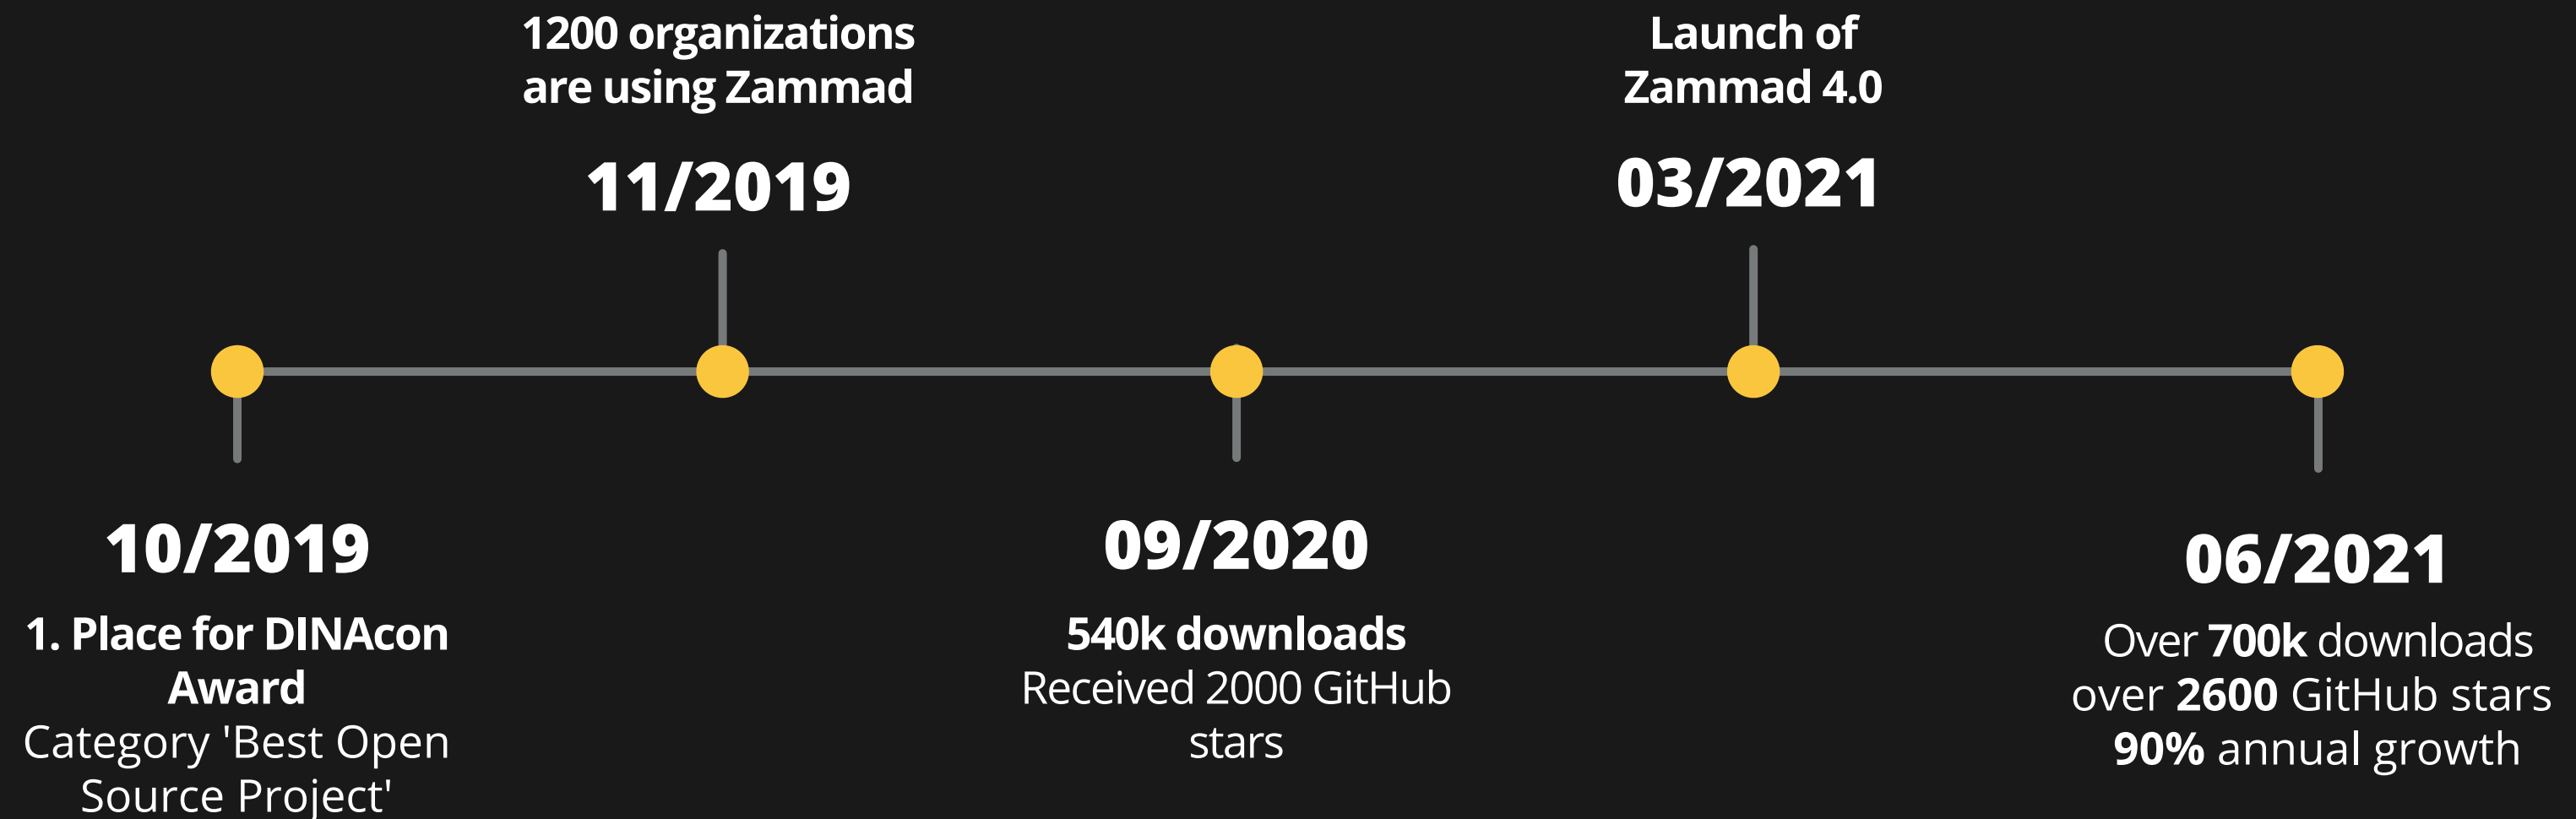 1200 organizations
are using Zammad
11/2019
Launch of
Zammad 4.0
03/2021
10/2019
1. Place for DINAcon
Award
Category 'Best Open
Source Project'
09/2020
540k downloads
Received 2000 GitHub
stars
06/2021
Over 700k downloads
over 2600 GitHub stars
90% annual growth